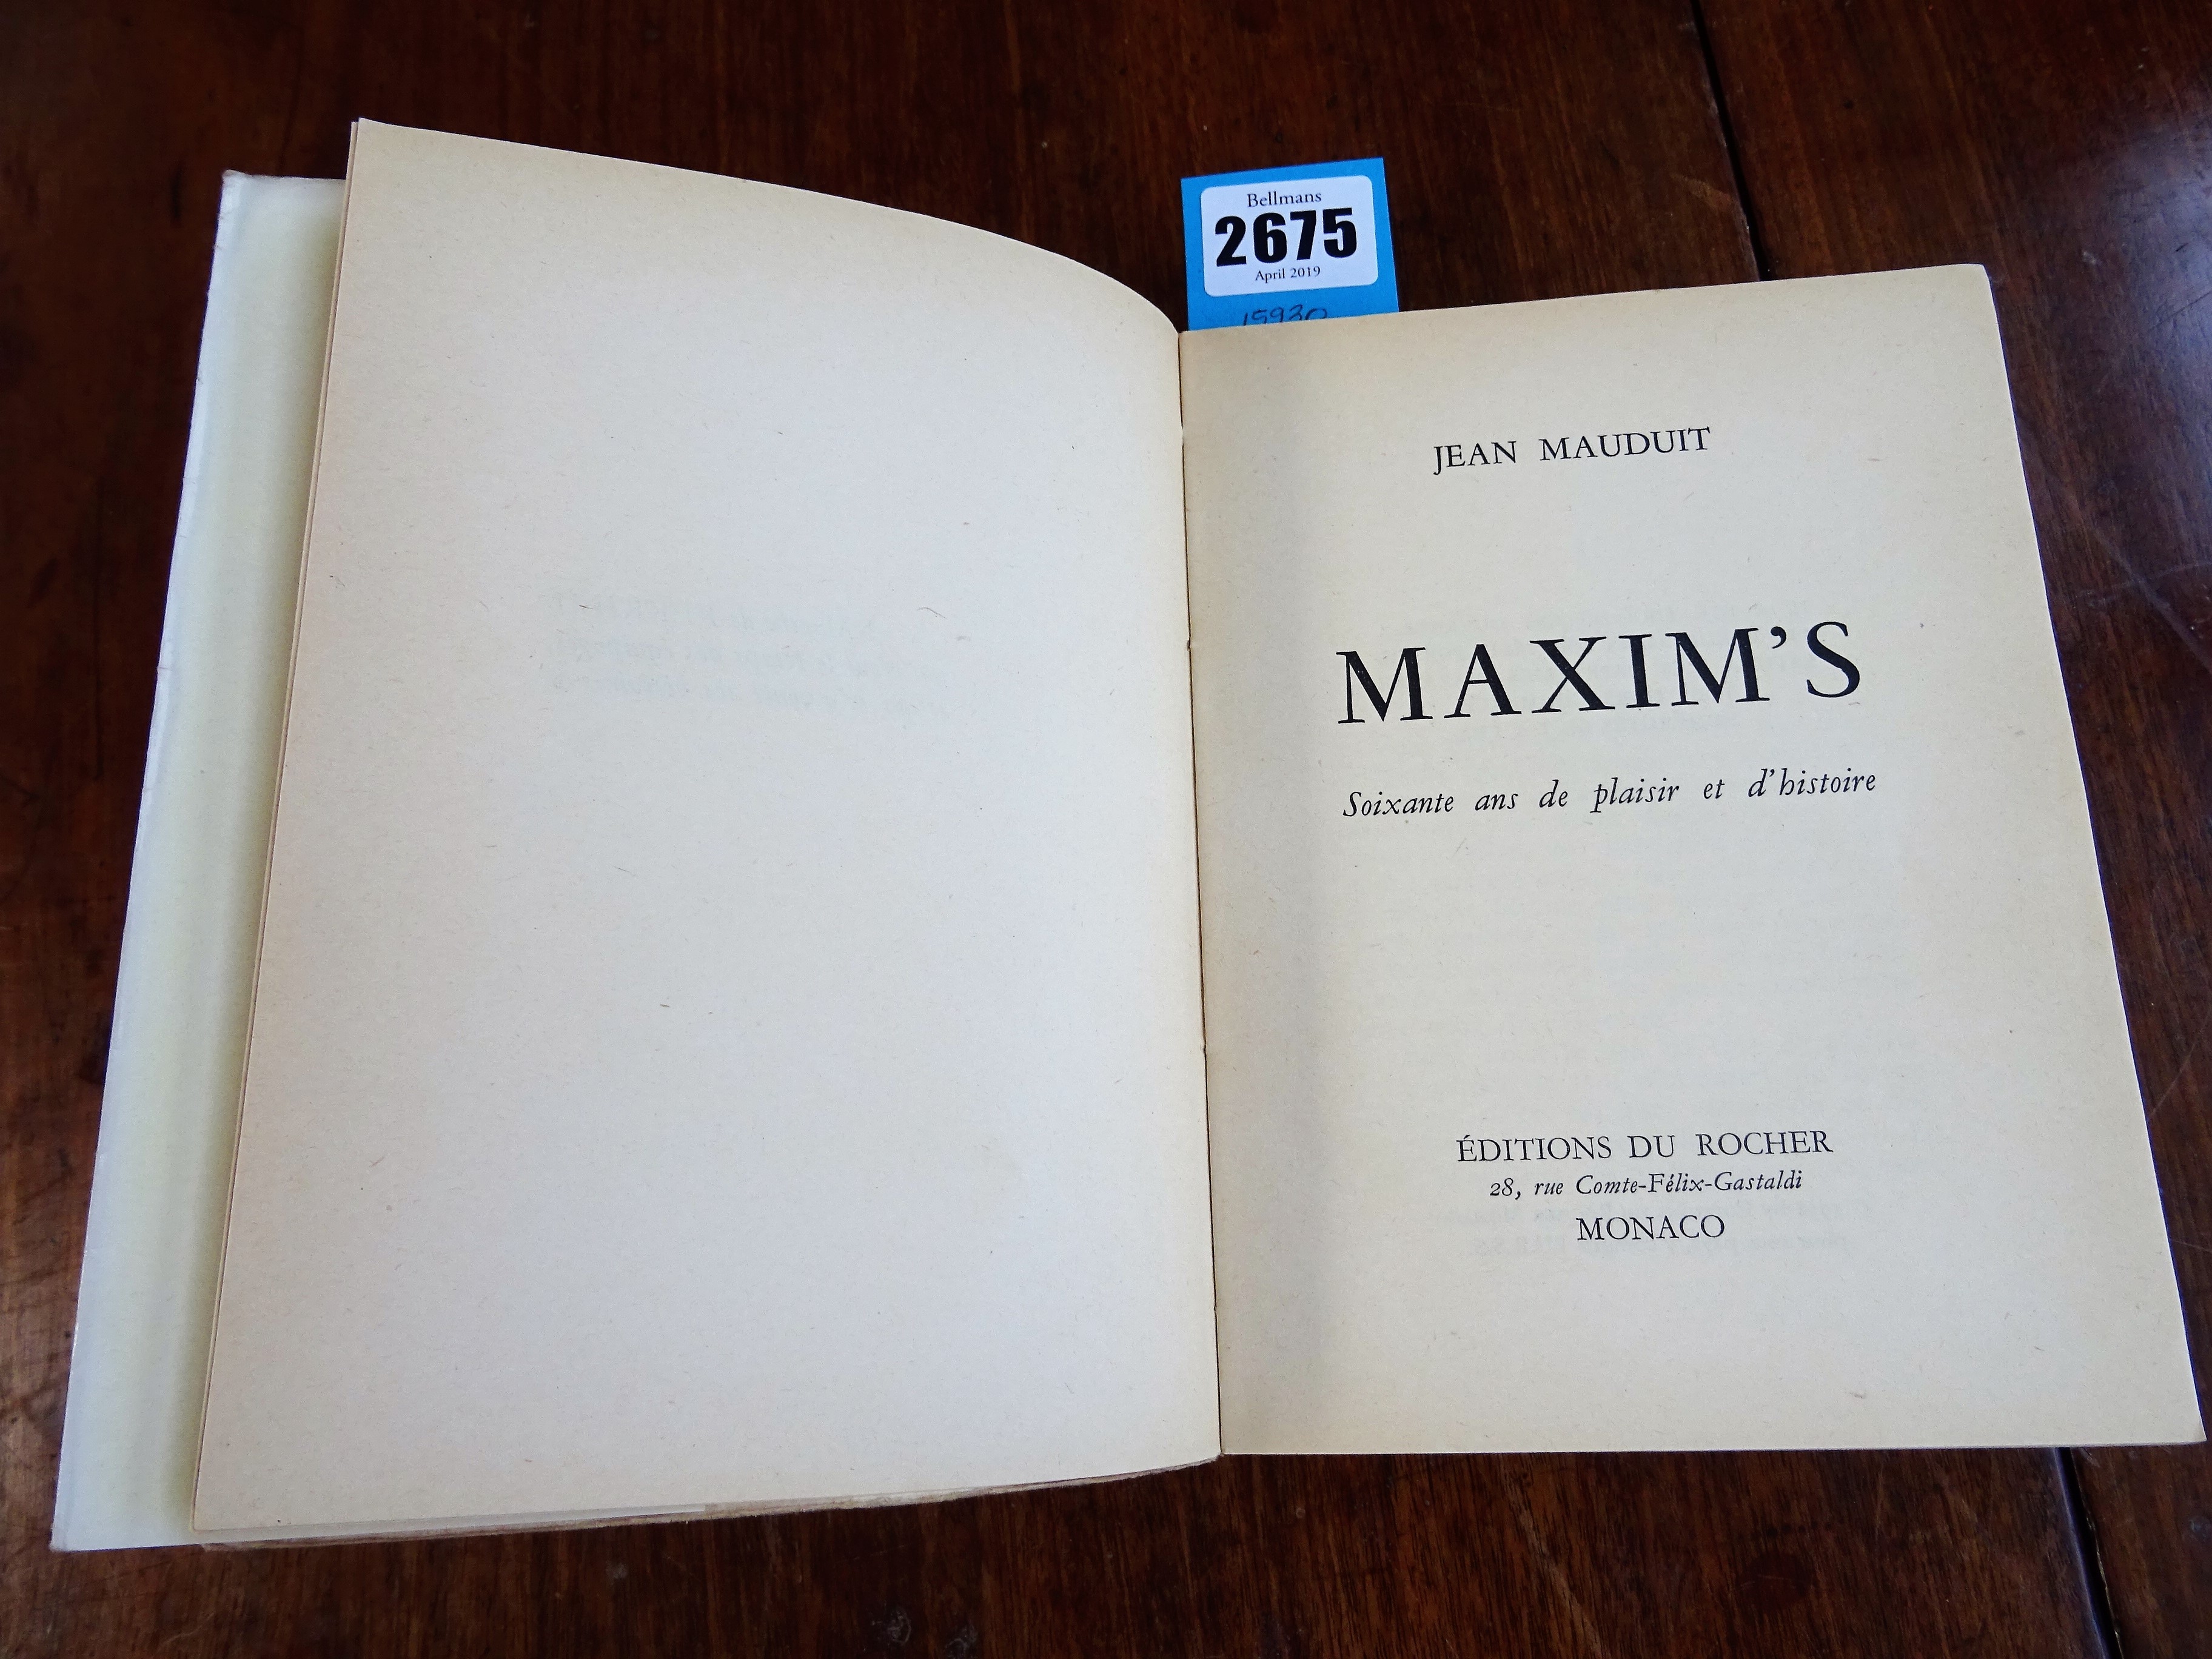 Bellmans
2675
April 2019
15930
JEAN MAUDUIT
MAXIM'S
Soixante ans de plaisir et d'histoire
ÉDITIONS DU ROCHER
28, rue Comte-Félix-Gastaldi
MONACO